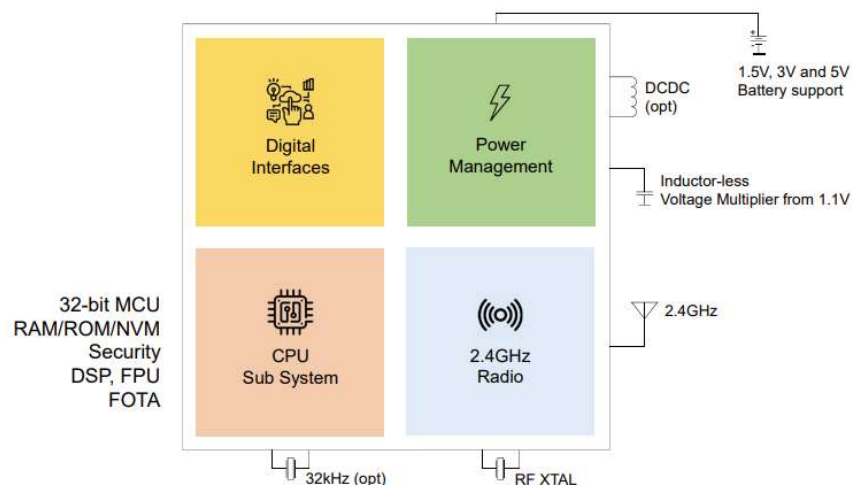 1.5V, 3V and 5V
Battery support
DCDC
(opt)
Digital
Interfaces
Power
Management
Inductor-less
Voltage Multiplier from 1.1V
32-bit MCU
RAM/ROM/NVM
Security
DSP, FPU
FOTA
CPU
Sub System
2.4GHz
Radio
2.4GHz
32kHz (opt)
RF XTAL